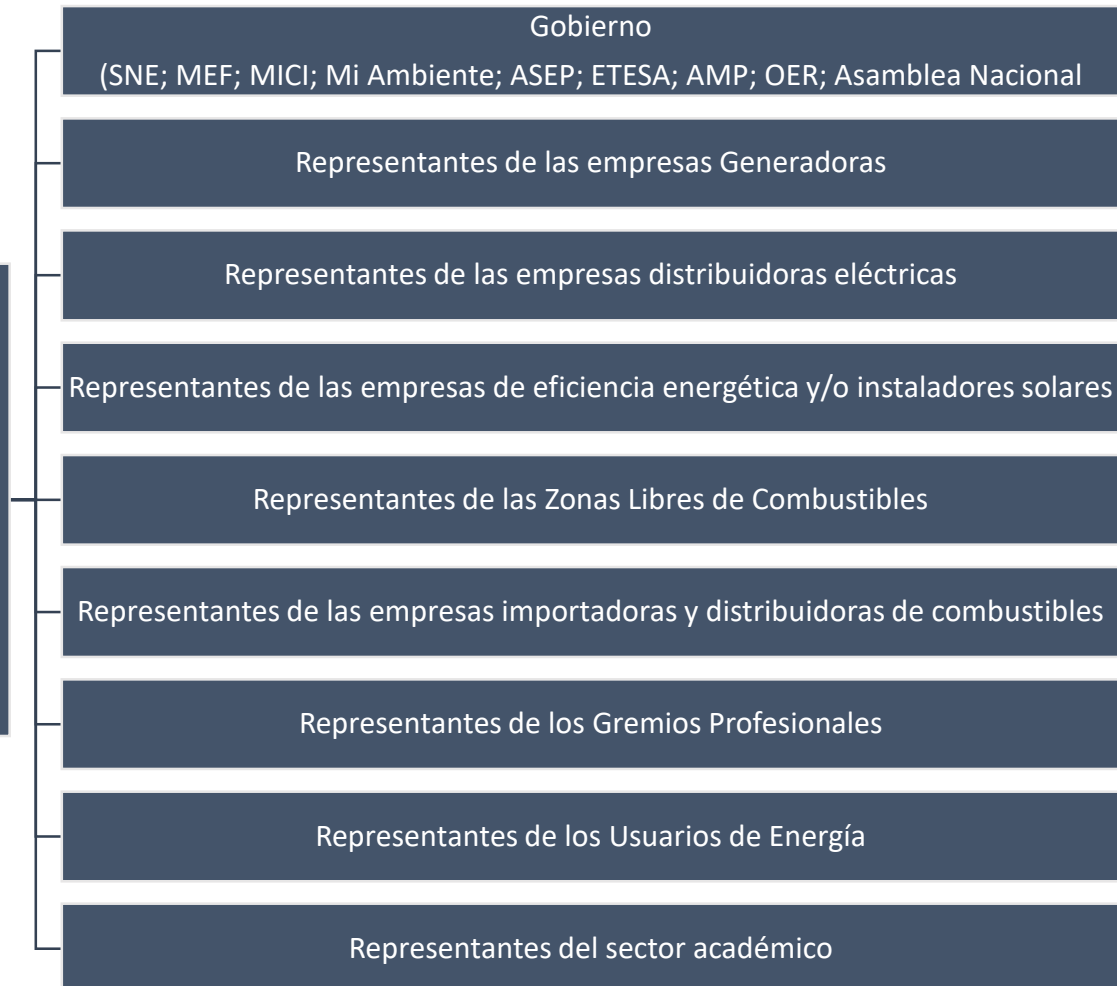 Gobierno
(SNE; MEF; MICI; Mi Ambiente; ASEP; ETESA; AMP; OER; Asamblea Nacional
Representantes de las empresas Generadoras
Representantes de las empresas distribuidoras eléctricas
Representantes de las empresas de eficiencia energética y/o instaladores solares
Representantes de las Zonas Libres de Combustibles
Representantes de las empresas importadoras y distribuidoras de combustibles
Representantes de los Gremios Profesionales
Representantes de los Usuarios de Energía
Representantes del sector académico